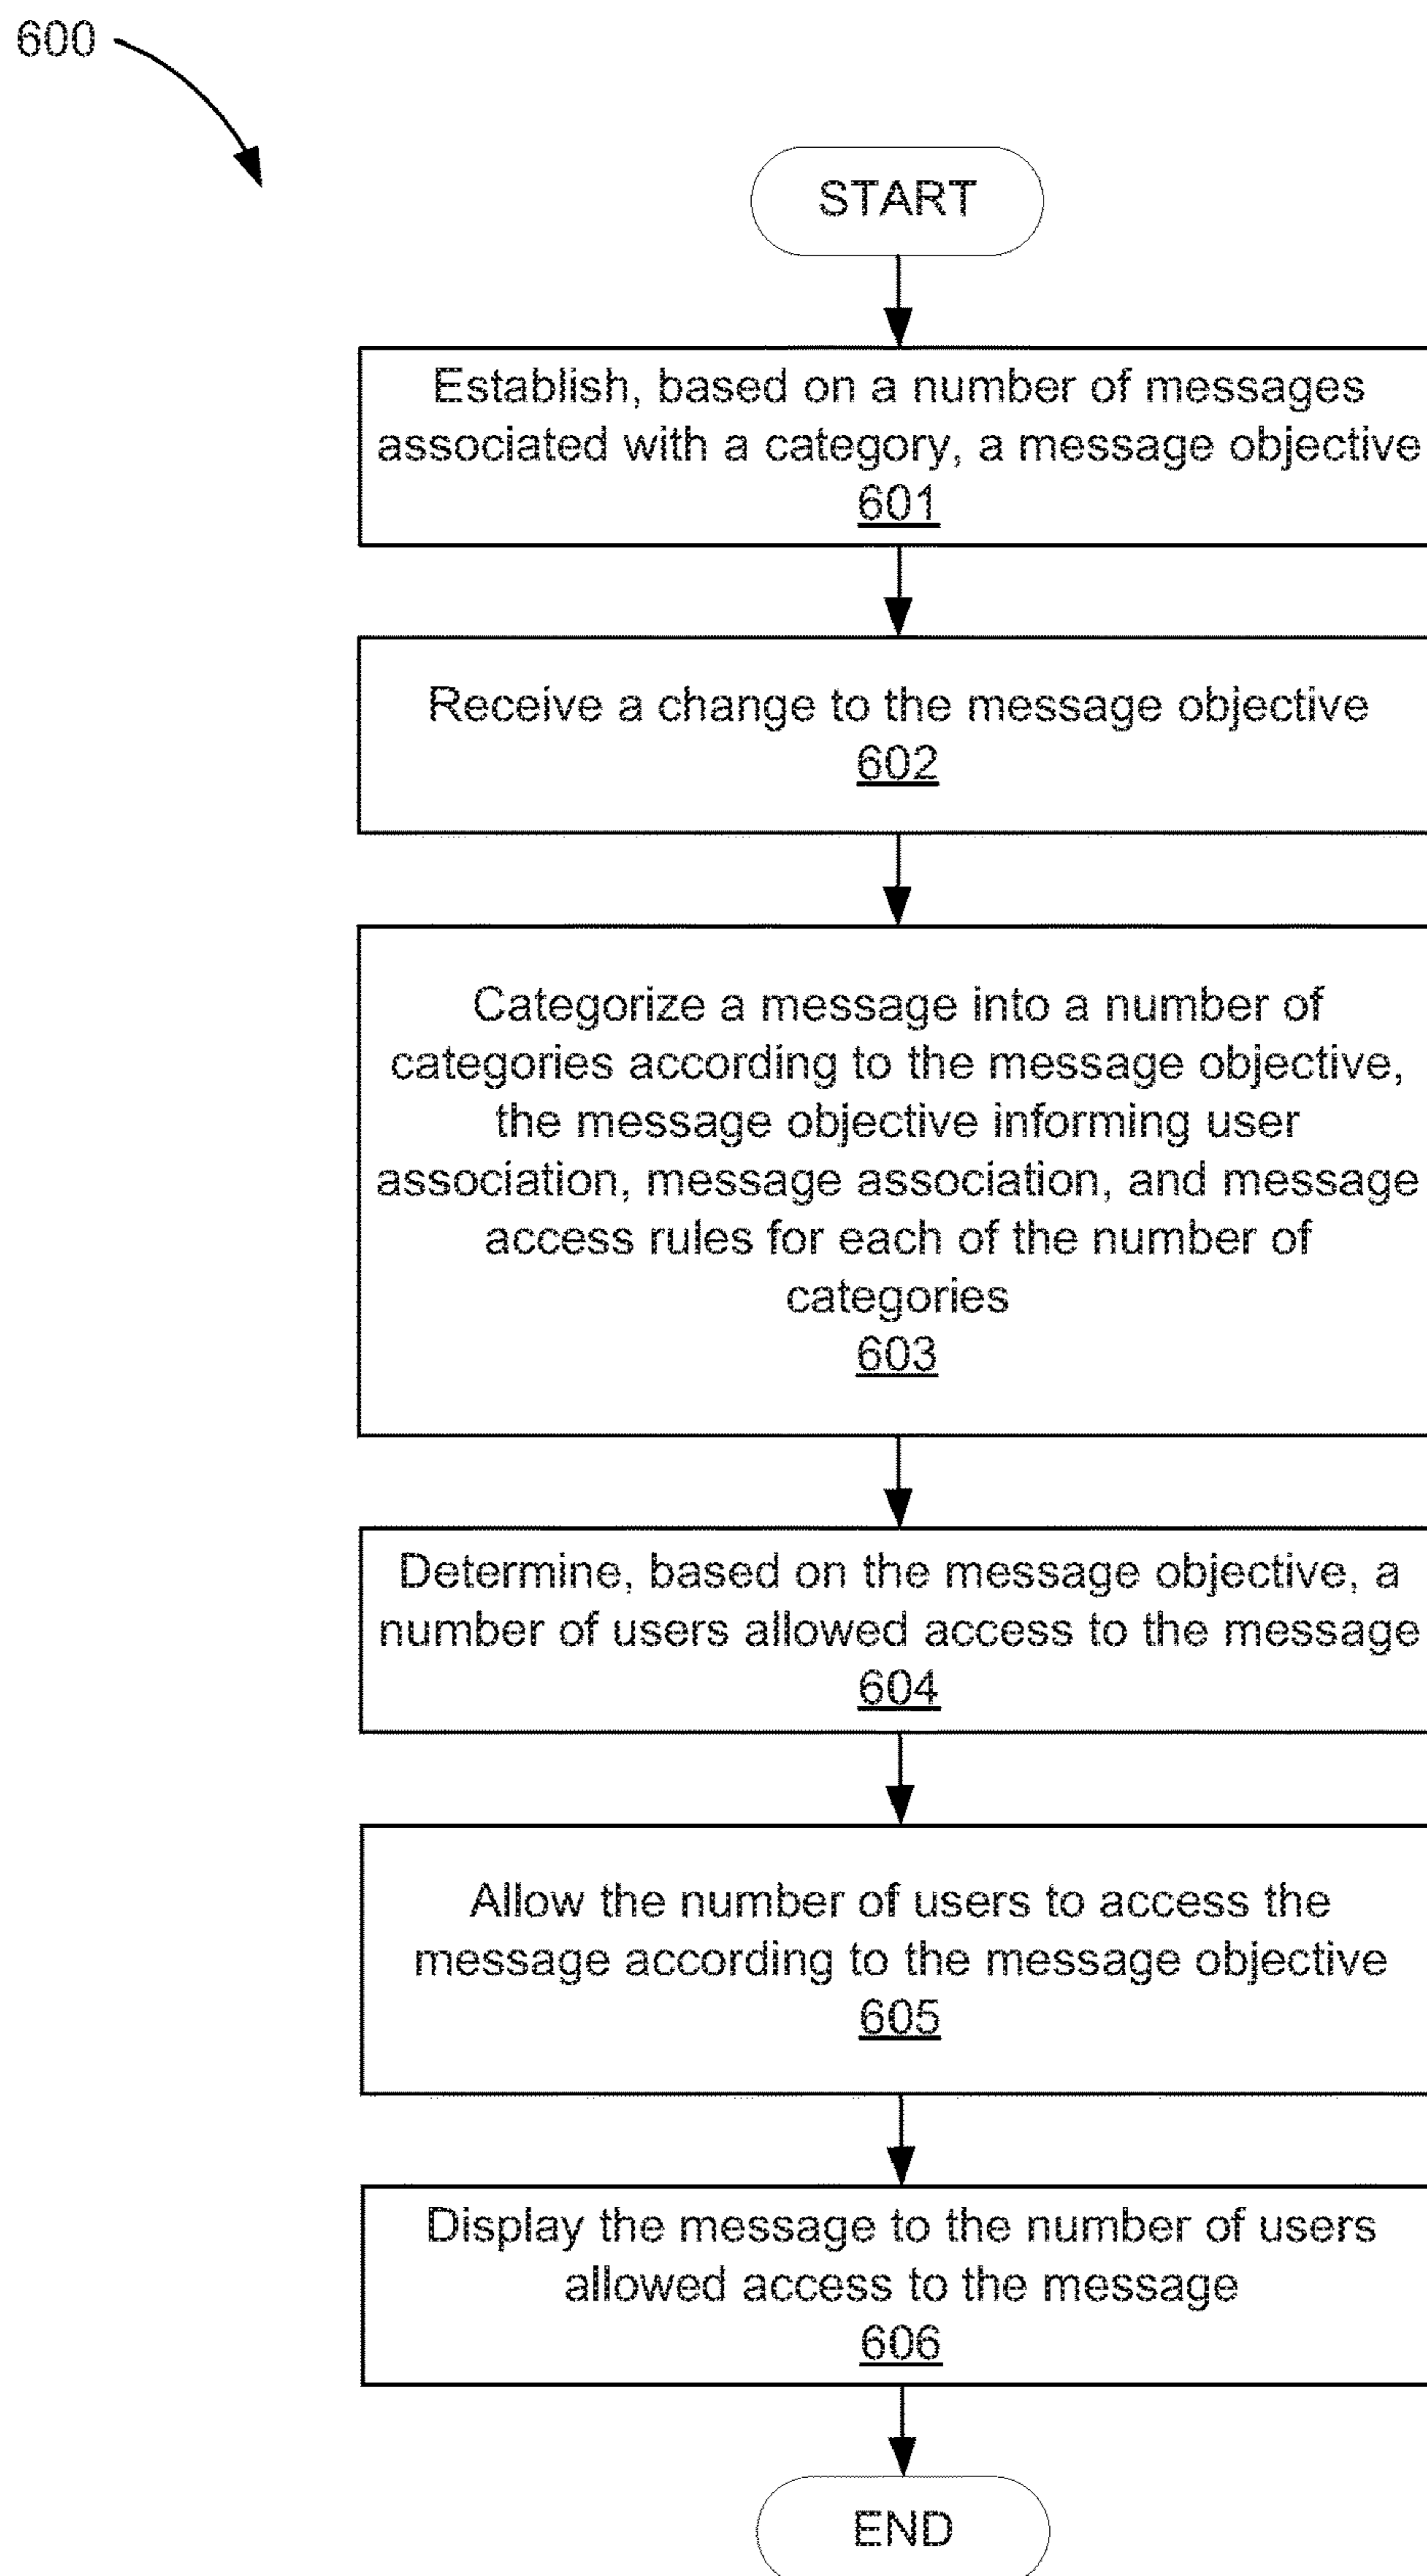 600
START
Establish, based on a number of messages
associated with a category, a message objective
601
Receive a change to the message objective
602
Categorize a message into a number of
categories according to the message objective,
the message objective informing user
association, message association, and message
access rules for each of the number of
categories
603
Determine, based on the message objective, a
number of users allowed access to the message
604
Allow the number of users to access the
message according to the message objective
605
Display the message to the number of users
allowed access to the message
606
END